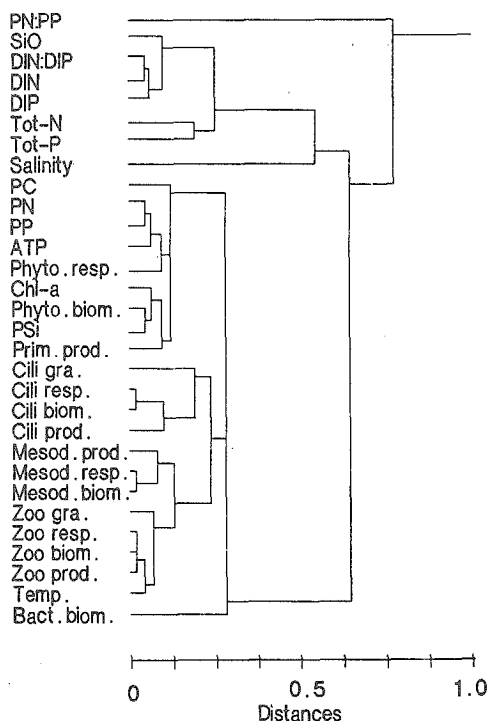 PN:PP
SiO
DIN:DIP
DIN
DIP
Tot-N
Tot-P
Salinity
PC
PN
PP
ATP
Phyto.resp.
Chl-a
Phyto.biom.
PSi
Prim.prod.
Cili gra.
Cili resp.
Cili biom.
Cili prod.
Mesod.prod.
Mesod.resp.
Mesod.biom.
Zoo gra.
Zoo resp.
Zoo biom.
Zoo prod.
Temp.
Bact.biom.
0 0.5 1.0
Distances